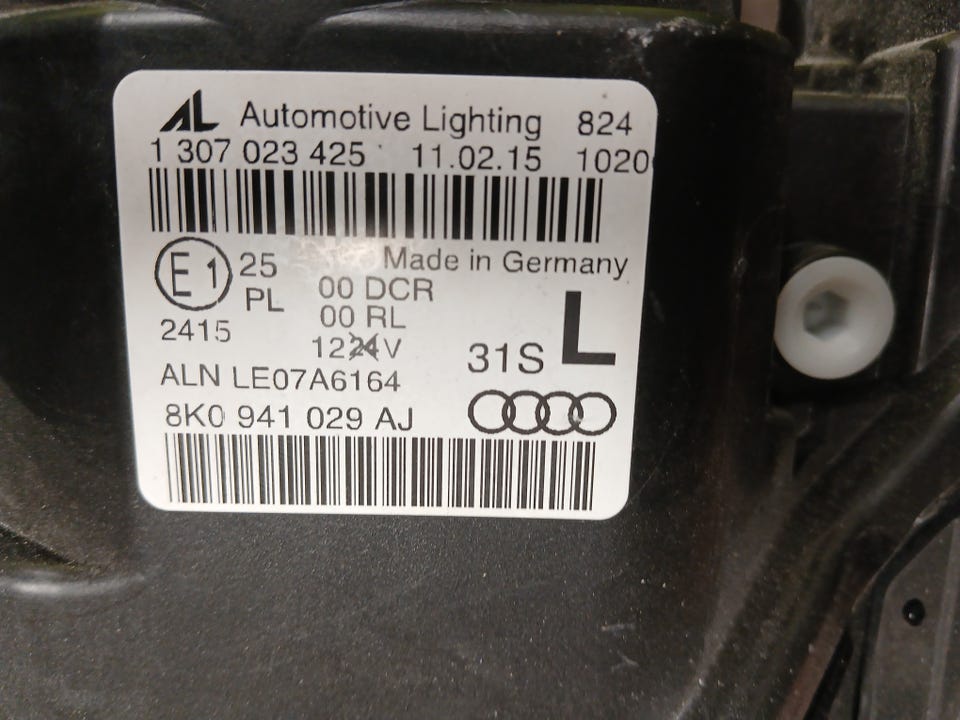 AL Automotive Lighting 824
1 307 023 425 11.02.15 1020
Made in Germany
E1 25 00 DCR
PL 00 RL
2415 1224V
31S L
ALN LE07A6164
8K0 941 029 AJ